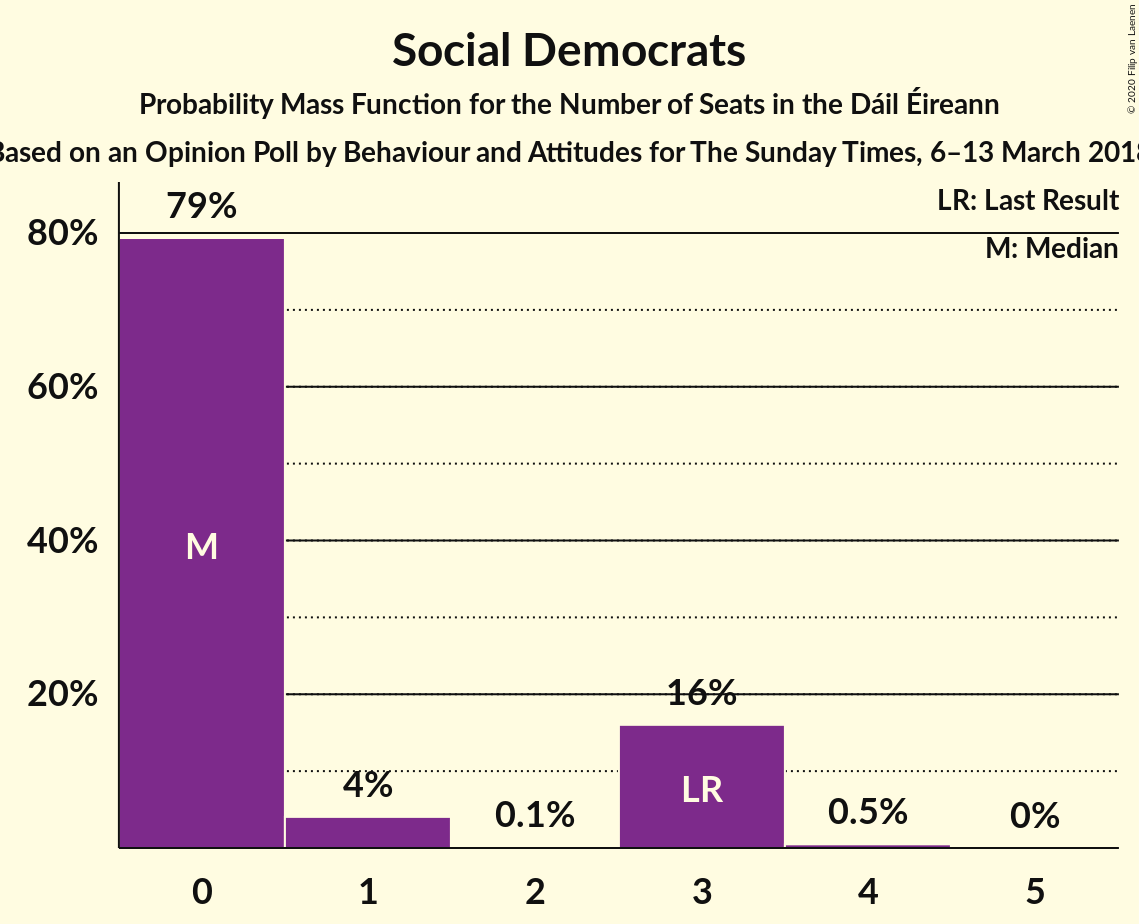 Social Democrats
Probability Mass Function for the Number of Seats in the Dáil Éireann
Based on an Opinion Poll by Behaviour and Attitudes for The Sunday Times, 6–13 March 2018
© 2020 Filip van Laenen
LR: Last Result
M: Median
79%
80%
60%
40%
M
20%
16%
4%
LR
0.1%
0.5%
0%
0 1 2 3 4 5